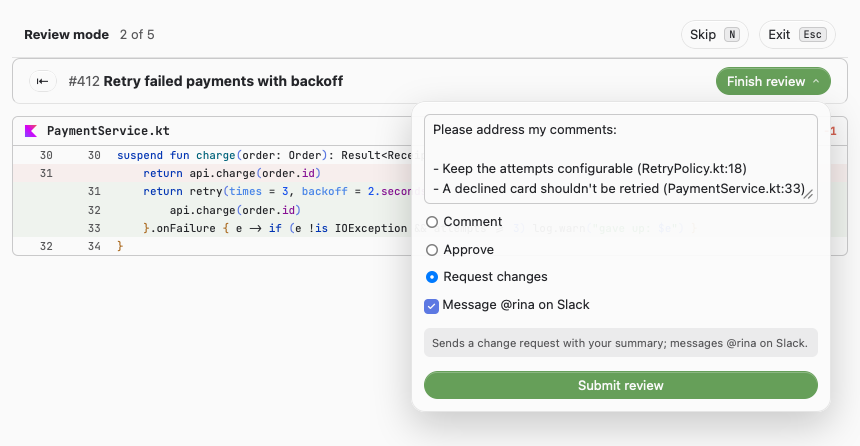 Review mode 2 of 5
Skip N Exit Esc
#412 Retry failed payments with backoff
Finish review
PaymentService.kt
1
30 30 suspend fun charge(order: Order): Result<Rece
31 return api.charge(order.id)
31 return retry(times = 3, backoff = 2.secon
32 api.charge(order.id)
33 }.onFailure { e -> if (e !is IOException
32 34 }
Please address my comments:
- Keep the attempts configurable (RetryPolicy.kt:18)
- A declined card shouldn't be retried (PaymentService.kt:33)
Comment
Approve
Request changes
Message @rina on Slack
Sends a change request with your summary; messages @rina on Slack.
Submit review